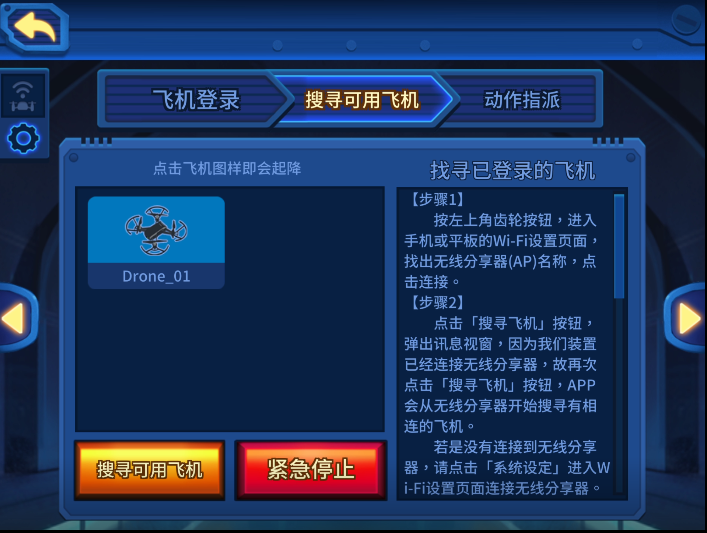 飞机登录
搜寻可用飞机
动作指派
点击飞机图样即会起降
Drone_01
搜寻可用飞机
紧急停止
找寻已登录的飞机
【步骤1】
按左上角齿轮按钮，进入
手机或平板的Wi-Fi设置页面，
找出无线分享器(AP)名称，点
击连接。
【步骤2】
点击「搜寻飞机」按钮，
弹出讯息视窗，因为我们装置
已经连接无线分享器，故再次
点击「搜寻飞机」按钮，APP
会从无线分享器开始搜寻有相
连的飞机。
若是没有连接到无线分享
器，请点击「系统设定」进入W
i-Fi设置页面连接无线分享器。